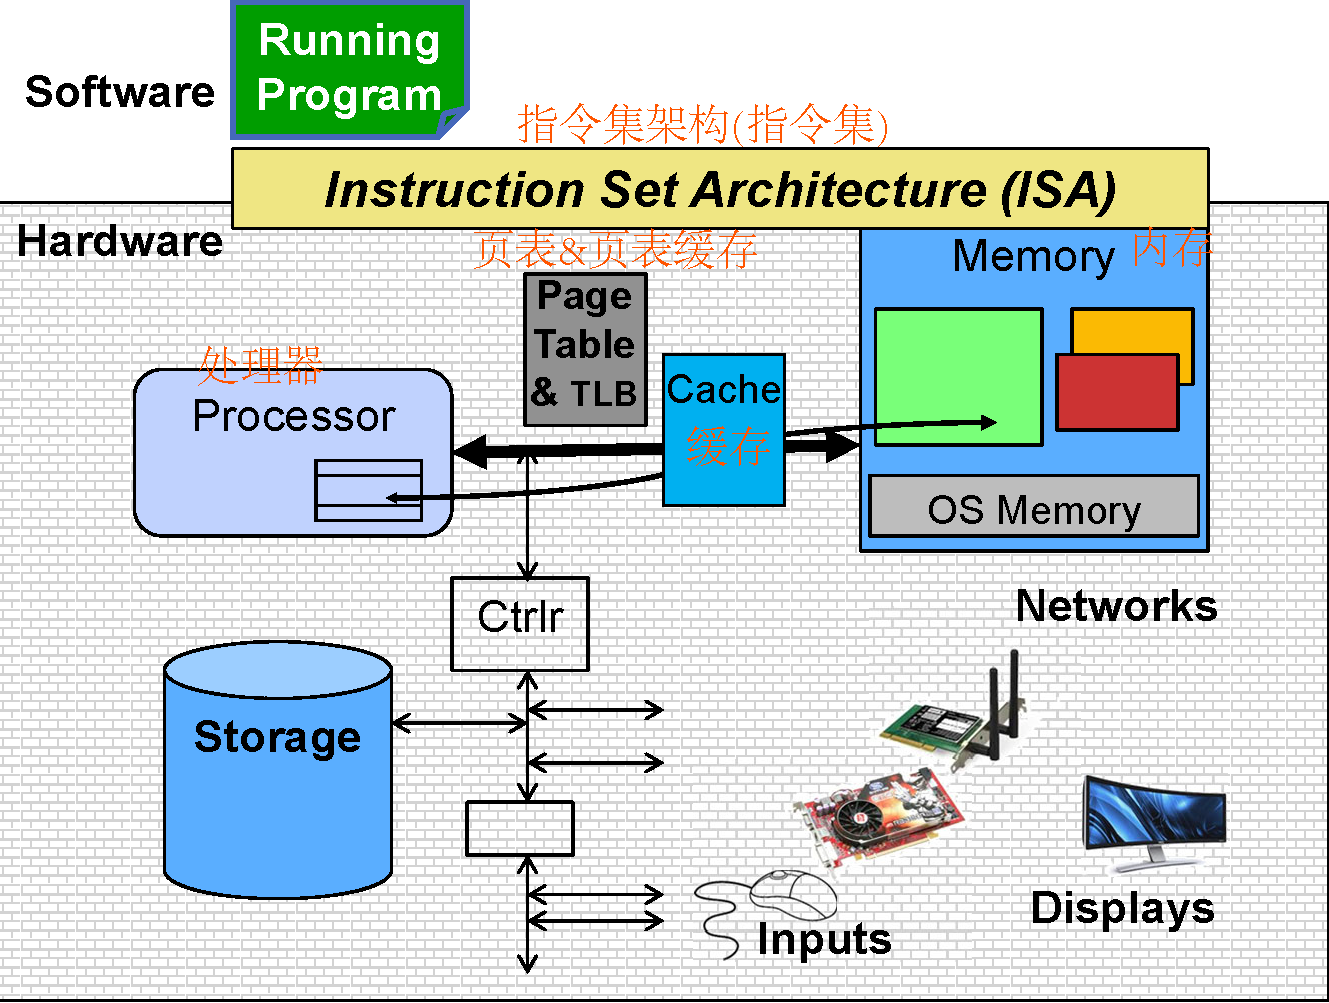 Running
Program
Software
指令集架构(指令集)
Instruction Set Architecture (ISA)
Hardware
页表&页表缓存
Memory 内存
Page
Table
& TLB
处理器
Processor
Cache
缓存
OS Memory
Ctrlr
Networks
Storage
Displays
Inputs